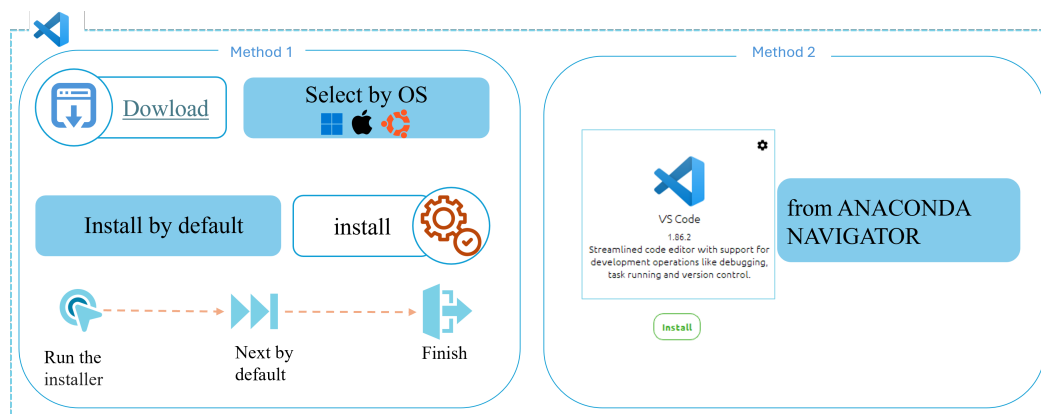 Method 1
Dowload
Select by OS
Install by default
install
Run the
installer
Next by
default
Finish
Method 2
VS Code
1.86.2
Streamlined code editor with support for
development operations like debugging,
task running and version control.
Install
from ANACONDA
NAVIGATOR